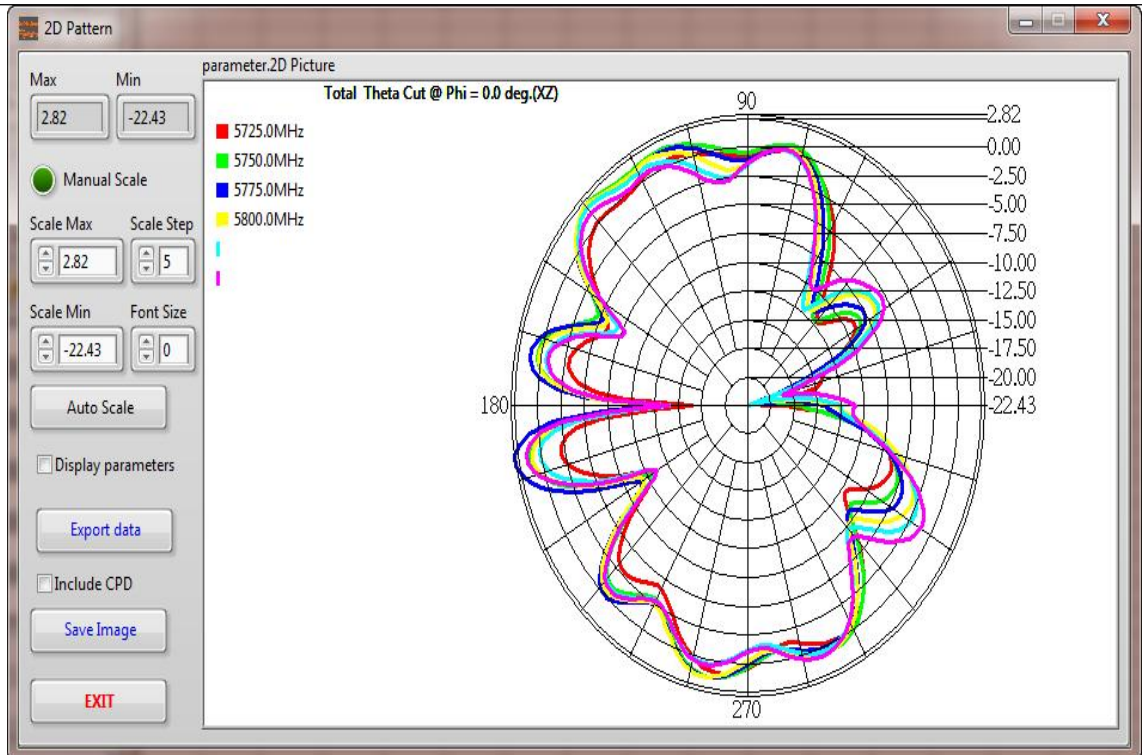 2D Pattern
Max Min
2.82 -22.43
Manual Scale
Scale Max Scale Step
2.82 5
Scale Min Font Size
-22.43 0
Auto Scale
Display parameters
Export data
Include CPD
Save Image
EXIT
parameter.2D Picture
Total Theta Cut @ Phi = 0.0 deg.(XZ)
5725.0MHz
5750.0MHz
5775.0MHz
5800.0MHz
90
180
270
2.82
0.00
-2.50
-5.00
-7.50
-10.00
-12.50
-15.00
-17.50
-20.00
-22.43